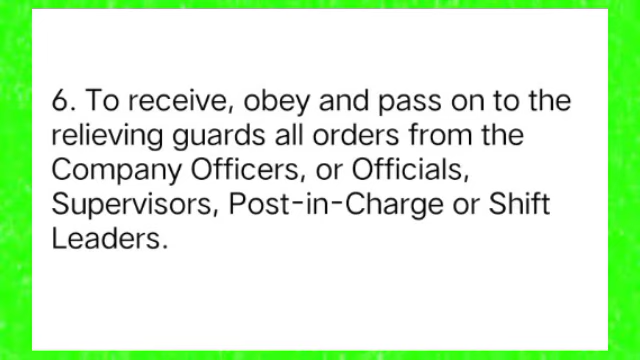 6. To receive, obey and pass on to the
relieving guards all orders from the
Company Officers, or Officials,
Supervisors, Post-in-Charge or Shift
Leaders.